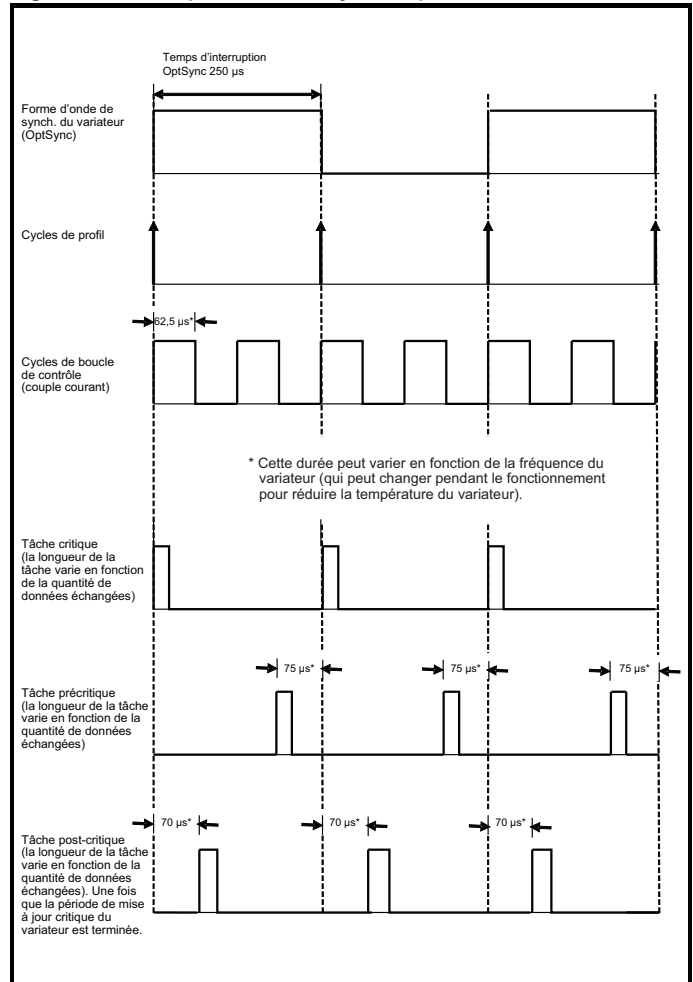 Temps d'interruption
OptSync 250 µs
Forme d'onde de
synch. du variateur
(OptSync)
Cycles de profil
62,5 µs*
Cycles de boucle
de contrôle
(couple courant)
* Cette durée peut varier en fonction de la fréquence du
variateur (qui peut changer pendant le fonctionnement
pour réduire la température du variateur).
Tâche critique
(la longueur de la
tâche varie en fonction
de la quantité de
données échangées)
75 µs* 75 µs* 75 µs*
Tâche précritique
(la longueur de la tâche
varie en fonction de la
quantité de données
échangées)
70 µs* 70 µs* 70 µs*
Tâche post-critique
(la longueur de la tâche
varie en fonction de la
quantité de données
échangées). Une fois
que la période de mise
à jour critique du
variateur est terminée.